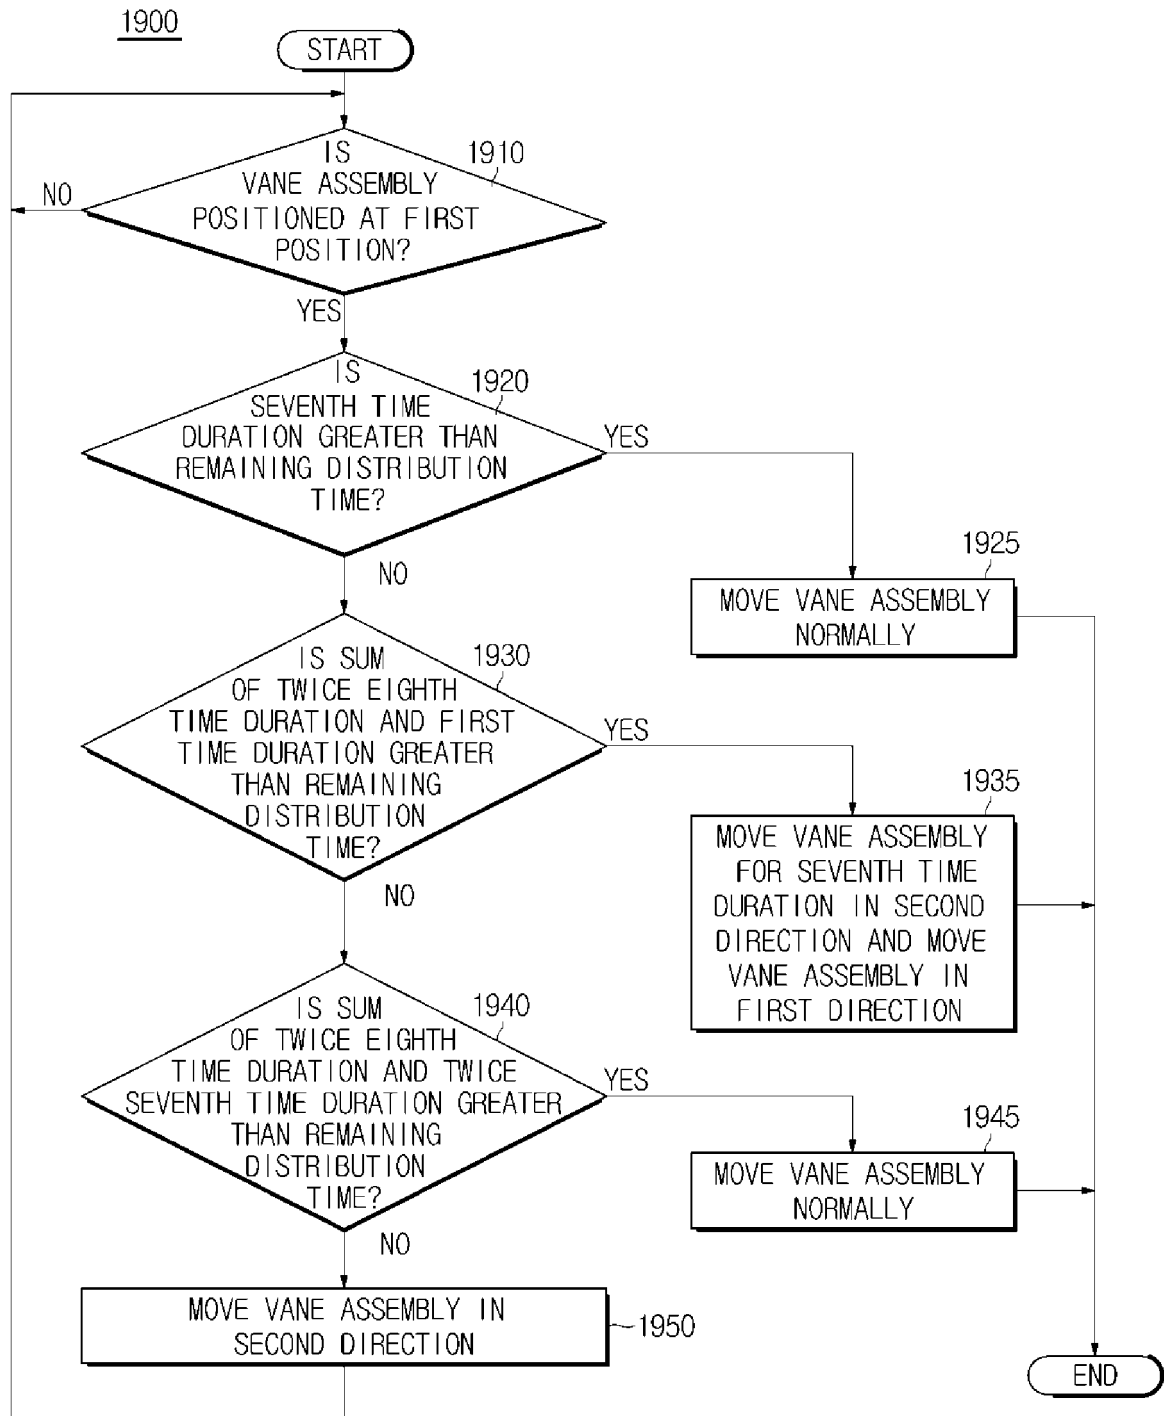 1900
START
1910
IS
VANE ASSEMBLY
POSITIONED AT FIRST
POSITION?
NO
YES
1920
IS
SEVENTH TIME
DURATION GREATER THAN
REMAINING DISTRIBUTION
TIME?
YES
NO
1925
MOVE VANE ASSEMBLY
NORMALLY
1930
IS SUM
OF TWICE EIGHTH
TIME DURATION AND FIRST
TIME DURATION GREATER
THAN REMAINING
DISTRIBUTION
TIME?
YES
NO
1935
MOVE VANE ASSEMBLY
FOR SEVENTH TIME
DURATION IN SECOND
DIRECTION AND MOVE
VANE ASSEMBLY IN
FIRST DIRECTION
1940
IS SUM
OF TWICE EIGHTH
TIME DURATION AND TWICE
SEVENTH TIME DURATION GREATER
THAN REMAINING
DISTRIBUTION
TIME?
YES
NO
1945
MOVE VANE ASSEMBLY
NORMALLY
MOVE VANE ASSEMBLY IN
SECOND DIRECTION
1950
END